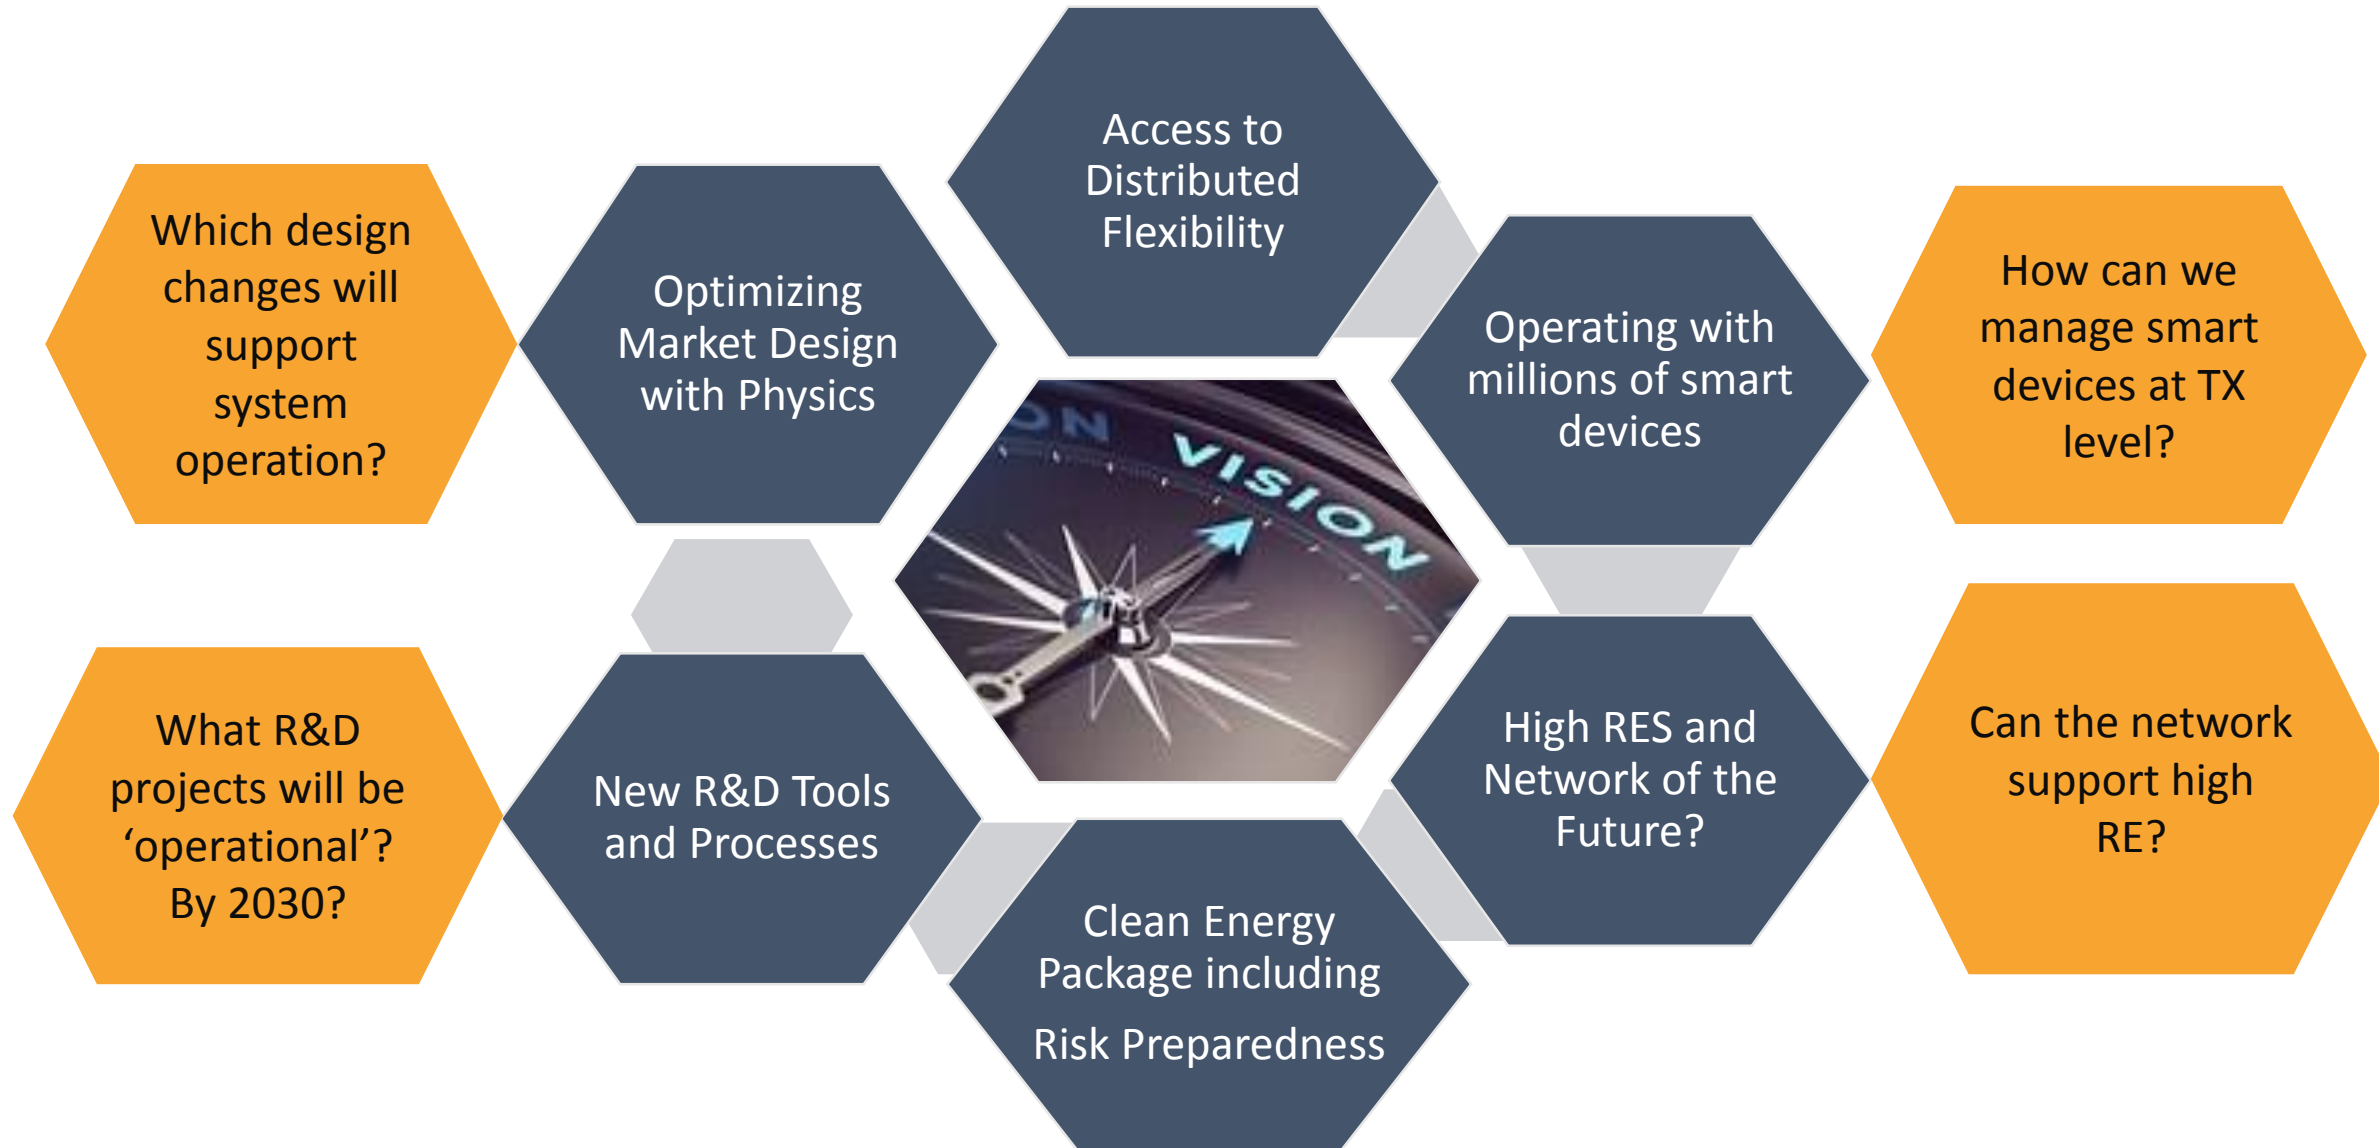 Access to
Distributed
Flexibility
Which design
changes will
support
system
operation?
Optimizing
Market Design
with Physics
Operating with
millions of smart
devices
How can we
manage smart
devices at TX
level?
ON
VISION
What R&D
projects will be
‘operational’?
By 2030?
New R&D Tools
and Processes
High RES and
Network of the
Future?
Can the network
support high
RE?
Clean Energy
Package including
Risk Preparedness